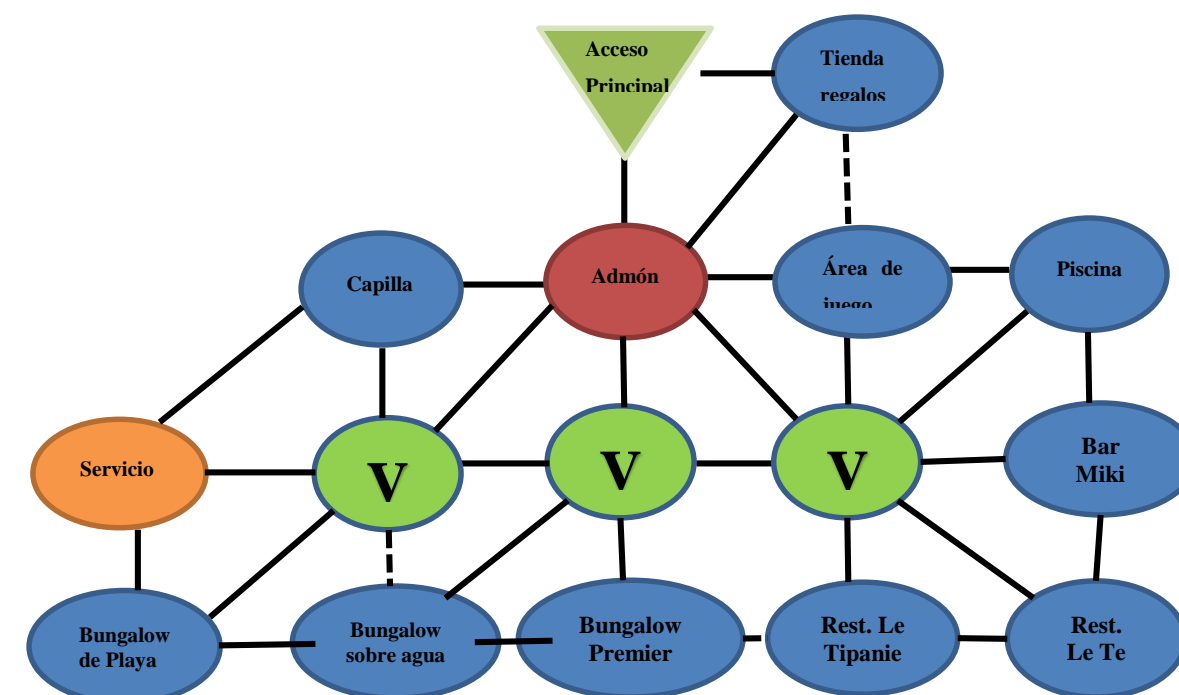 Acceso
Principal
Tienda
regalos
Capilla
Admón
Área de
juego
Piscina
Servicio
V
V
V
Bar
Miki
Bungalow
de Playa
Bungalow
sobre agua
Bungalow
Premier
Rest. Le
Tipanie
Rest.
Le Te